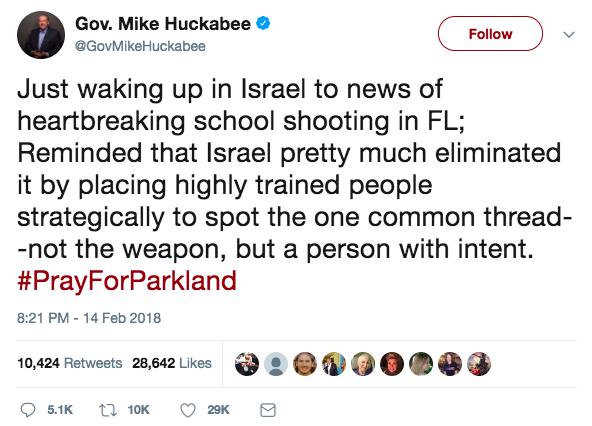 Gov. Mike Huckabee
@GovMikeHuckabee
Follow
Just waking up in Israel to news of
heartbreaking school shooting in FL;
Reminded that Israel pretty much eliminated
it by placing highly trained people
strategically to spot the one common thread-
-not the weapon, but a person with intent.
#PrayForParkland
8:21 PM - 14 Feb 2018
10,424 Retweets 28,642 Likes
5.1K 10K 29K